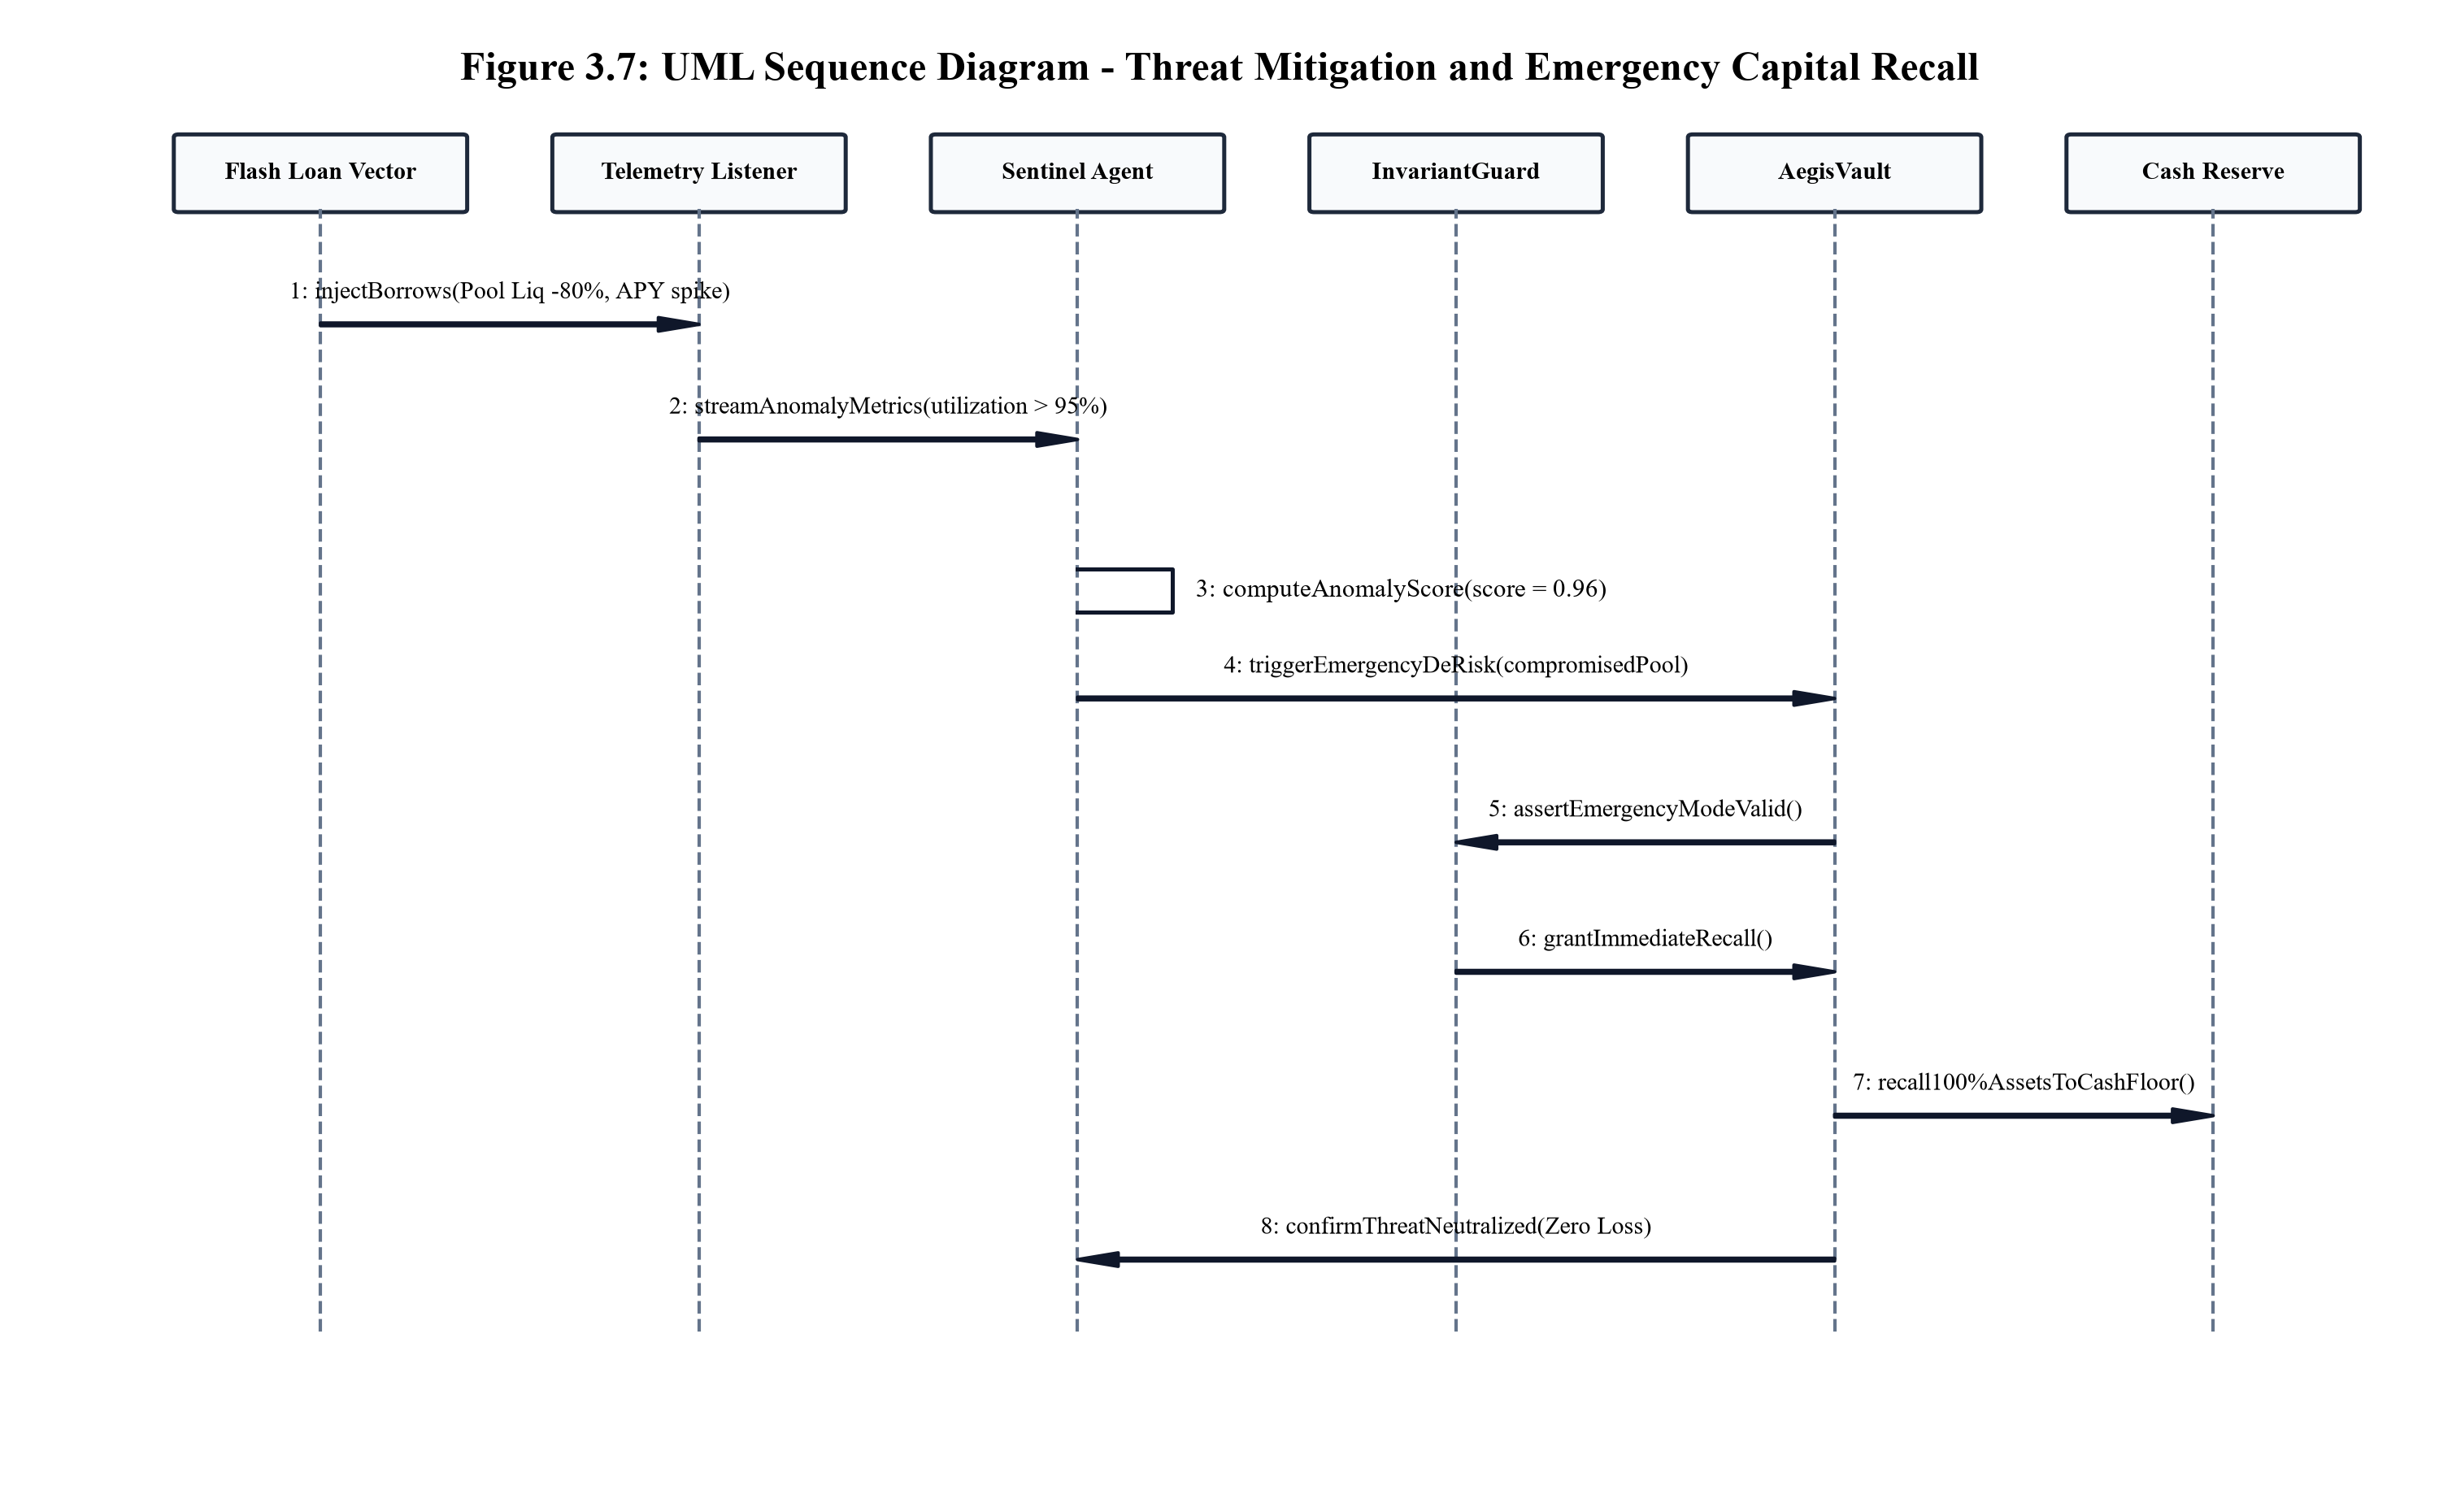 Figure 3.7: UML Sequence Diagram - Threat Mitigation and Emergency Capital Recall
Flash Loan Vector
Telemetry Listener
Sentinel Agent
InvariantGuard
AegisVault
Cash Reserve
1: injectBorrows(Pool Liq -80%, APY spike)
2: streamAnomalyMetrics(utilization > 95%)
3: computeAnomalyScore(score = 0.96)
4: triggerEmergencyDeRisk(compromisedPool)
5: assertEmergencyModeValid()
6: grantImmediateRecall()
7: recall100%AssetsToCashFloor()
8: confirmThreatNeutralized(Zero Loss)